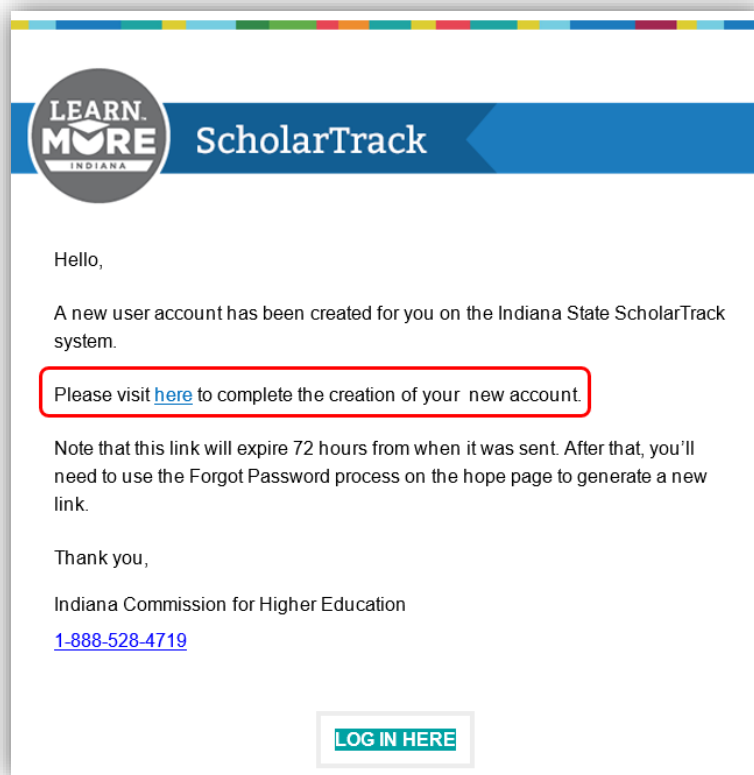 LEARN™
MORE
INDIANA
ScholarTrack
Hello,
A new user account has been created for you on the Indiana State ScholarTrack
system.
Please visit here to complete the creation of your  new account.
Note that this link will expire 72 hours from when it was sent. After that, you’ll
need to use the Forgot Password process on the hope page to generate a new
link.
Thank you,
Indiana Commission for Higher Education
1-888-528-4719
LOG IN HERE